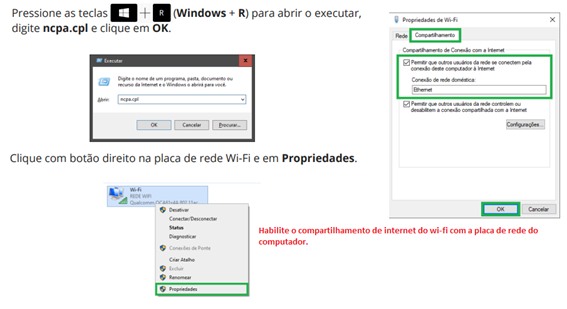 Pressione as teclas + R (Windows + R) para abrir o executar,
digite ncpa.cpl e clique em OK.
Executar
Digite o nome de um programa, pasta, documento ou
recurso da Internet e o Windows o abrirá para você.
Abrir: ncpa.cpl
OK Cancelar Procurar...
Clique com botão direito na placa de rede Wi-Fi e em Propriedades.
Wi-Fi
REDE WIFI
Desativar
Conectar/Desconectar
Status
Diagnosticar
Conexões de Ponte
Criar Atalho
Excluir
Renomear
Propriedades
Propriedades de Wi-Fi
Rede Compartilhamento
Compartilhamento de Conexão com a Internet
Permitir que outros usuários da rede se conectem pela
conexão deste computador à Internet
Conexão de rede doméstica:
Ethernet
Permitir que outros usuários da rede controlem ou
desabilitem a conexão compartilhada com a Internet
Configurações...
OK Cancelar
Habilite o compartilhamento de internet do wi-fi com a placa de rede do
computador.